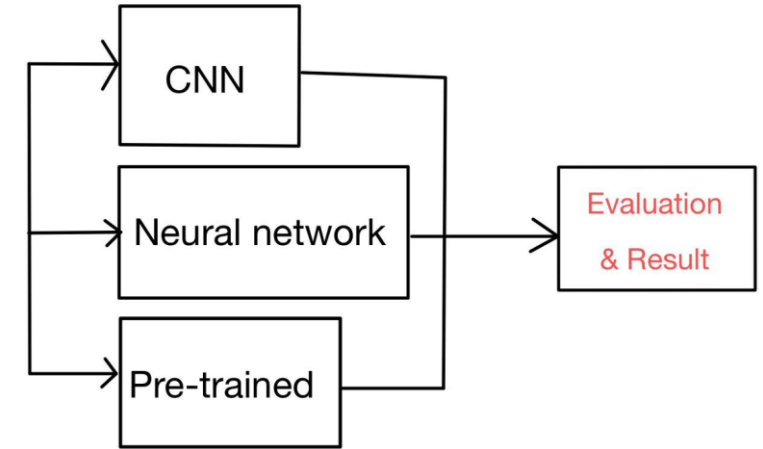 CNN
Neural network
Pre-trained
Evaluation
& Result